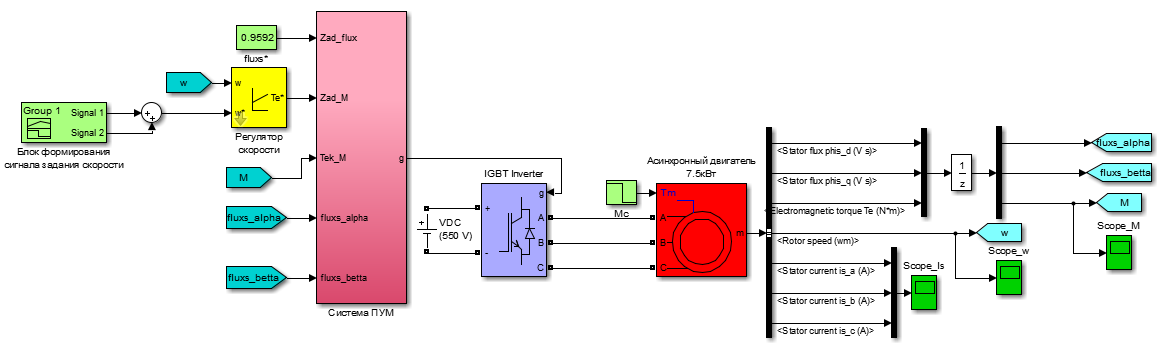 0.9592
fluxs*
Zad_flux
w
w
w*
Te*
Регулятор
скорости
Zad_M
Group 1
Signal 1
Signal 2
Блок формирования
сигнала задания скорости
M
Tek_M
g
fluxs_alpha
fluxs_alpha
fluxs_betta
fluxs_betta
Система ПУМ
VDC
(550 V)
IGBT Inverter
g
+
-
A
B
C
Mc
Асинхронный двигатель
7.5кВт
Tm
A
B
C
m
<Stator flux phis_d (V s)>
<Stator flux phis_q (V s)>
<Electromagnetic torque Te (N*m)>
<Rotor speed (wm)>
<Stator current is_a (A)>
<Stator current is_b (A)>
<Stator current is_c (A)>
1
z
fluxs_alpha
fluxs_betta
M
w
Scope_M
Scope_w
Scope_Is